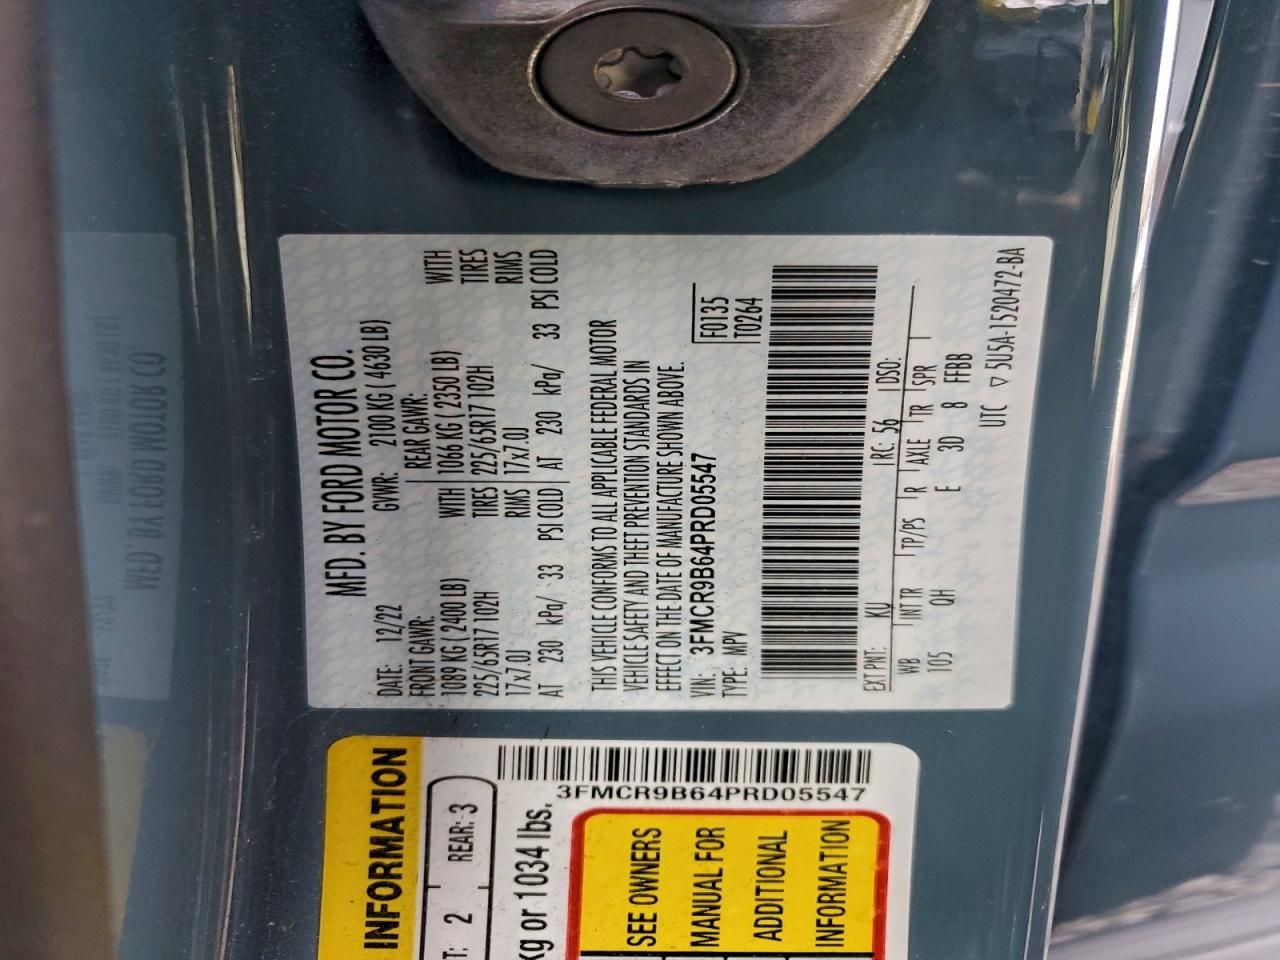 MFD. BY FORD MOTOR CO.
DATE: 12/22 GVWR: 2100 KG ( 4630 LB)
FRONT GAWR: REAR GAWR:
1089 KG ( 2400 LB) WITH 1066 KG ( 2350 LB) WITH
225/65R17 102H TIRES 225/65R17 102H TIRES
17x7.0J RIMS 17x7.0J RIMS
AT 230 kPa/ 33 PSI COLD AT 230 kPa/ 33 PSI COLD
THIS VEHICLE CONFORMS TO ALL APPLICABLE FEDERAL MOTOR
VEHICLE SAFETY AND THEFT PREVENTION STANDARDS IN
EFFECT ON THE DATE OF MANUFACTURE SHOWN ABOVE.
VIN: 3FMCR9B64PRD05547 F0135
TYPE: MPV T0264
EXT PNT: KU RC: 56 DSO:
WB INT TR TP/PS R AXLE TR SPR
105 QH E 3D 8 FFBB
UTC ▽ 5U5A-1520472-BA
INFORMATION
T: 2 REAR: 3
kg or 1034 lbs.
3FMCR9B64PRD05547
SEE OWNERS
MANUAL FOR
ADDITIONAL
INFORMATION